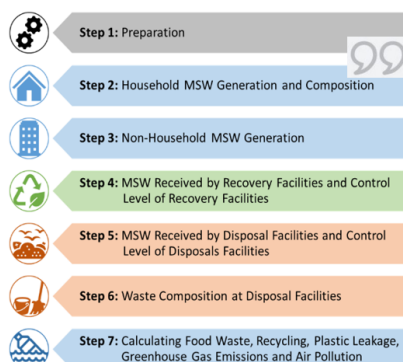 Step 1: Preparation
Step 2: Household MSW Generation and Composition
Step 3: Non-Household MSW Generation
Step 4: MSW Received by Recovery Facilities and Control
Level of Recovery Facilities
Step 5: MSW Received by Disposal Facilities and Control
Level of Disposals Facilities
Step 6: Waste Composition at Disposal Facilities
Step 7: Calculating Food Waste, Recycling, Plastic Leakage,
Greenhouse Gas Emissions and Air Pollution